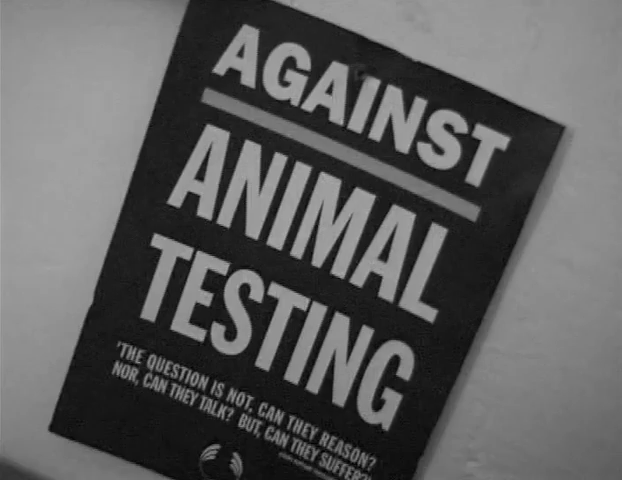 AGAINST
ANIMAL
TESTING
'THE QUESTION IS NOT, CAN THEY REASON?
NOR, CAN THEY TALK? BUT, CAN THEY SUFFER?'